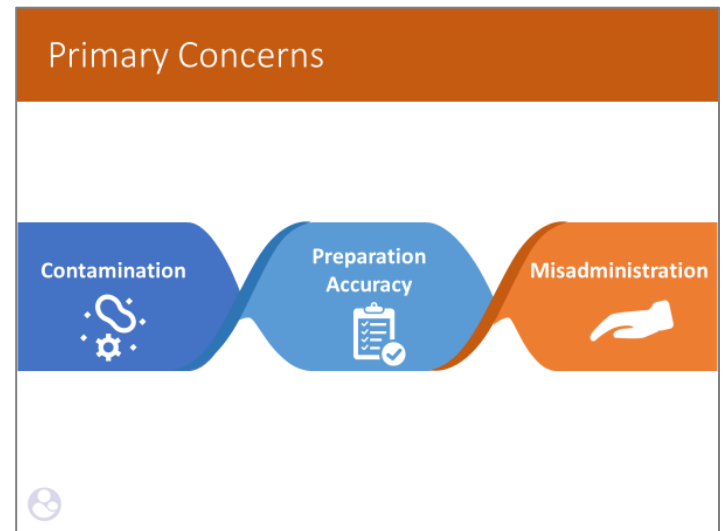 Primary Concerns
Contamination
Preparation
Accuracy
Misadministration